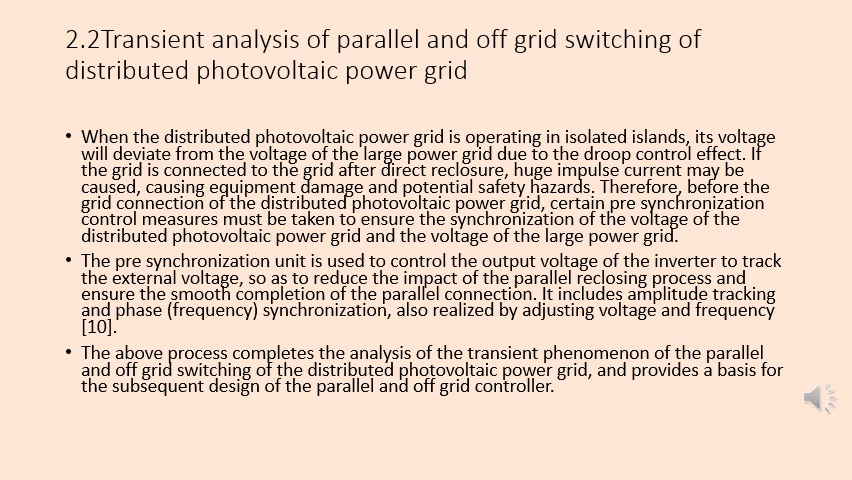 2.2Transient analysis of parallel and off grid switching of
distributed photovoltaic power grid
• When the distributed photovoltaic power grid is operating in isolated islands, its voltage
will deviate from the voltage of the large power grid due to the droop control effect. If
the grid is connected to the grid after direct reclosure, huge impulse current may be
caused, causing equipment damage and potential safety hazards. Therefore, before the
grid connection of the distributed photovoltaic power grid, certain pre synchronization
control measures must be taken to ensure the synchronization of the voltage of the
distributed photovoltaic power grid and the voltage of the large power grid.
• The pre synchronization unit is used to control the output voltage of the inverter to track
the external voltage, so as to reduce the impact of the parallel reclosing process and
ensure the smooth completion of the parallel connection. It includes amplitude tracking
and phase (frequency) synchronization, also realized by adjusting voltage and frequency
[10].
• The above process completes the analysis of the transient phenomenon of the parallel
and off grid switching of the distributed photovoltaic power grid, and provides a basis for
the subsequent design of the parallel and off grid controller.